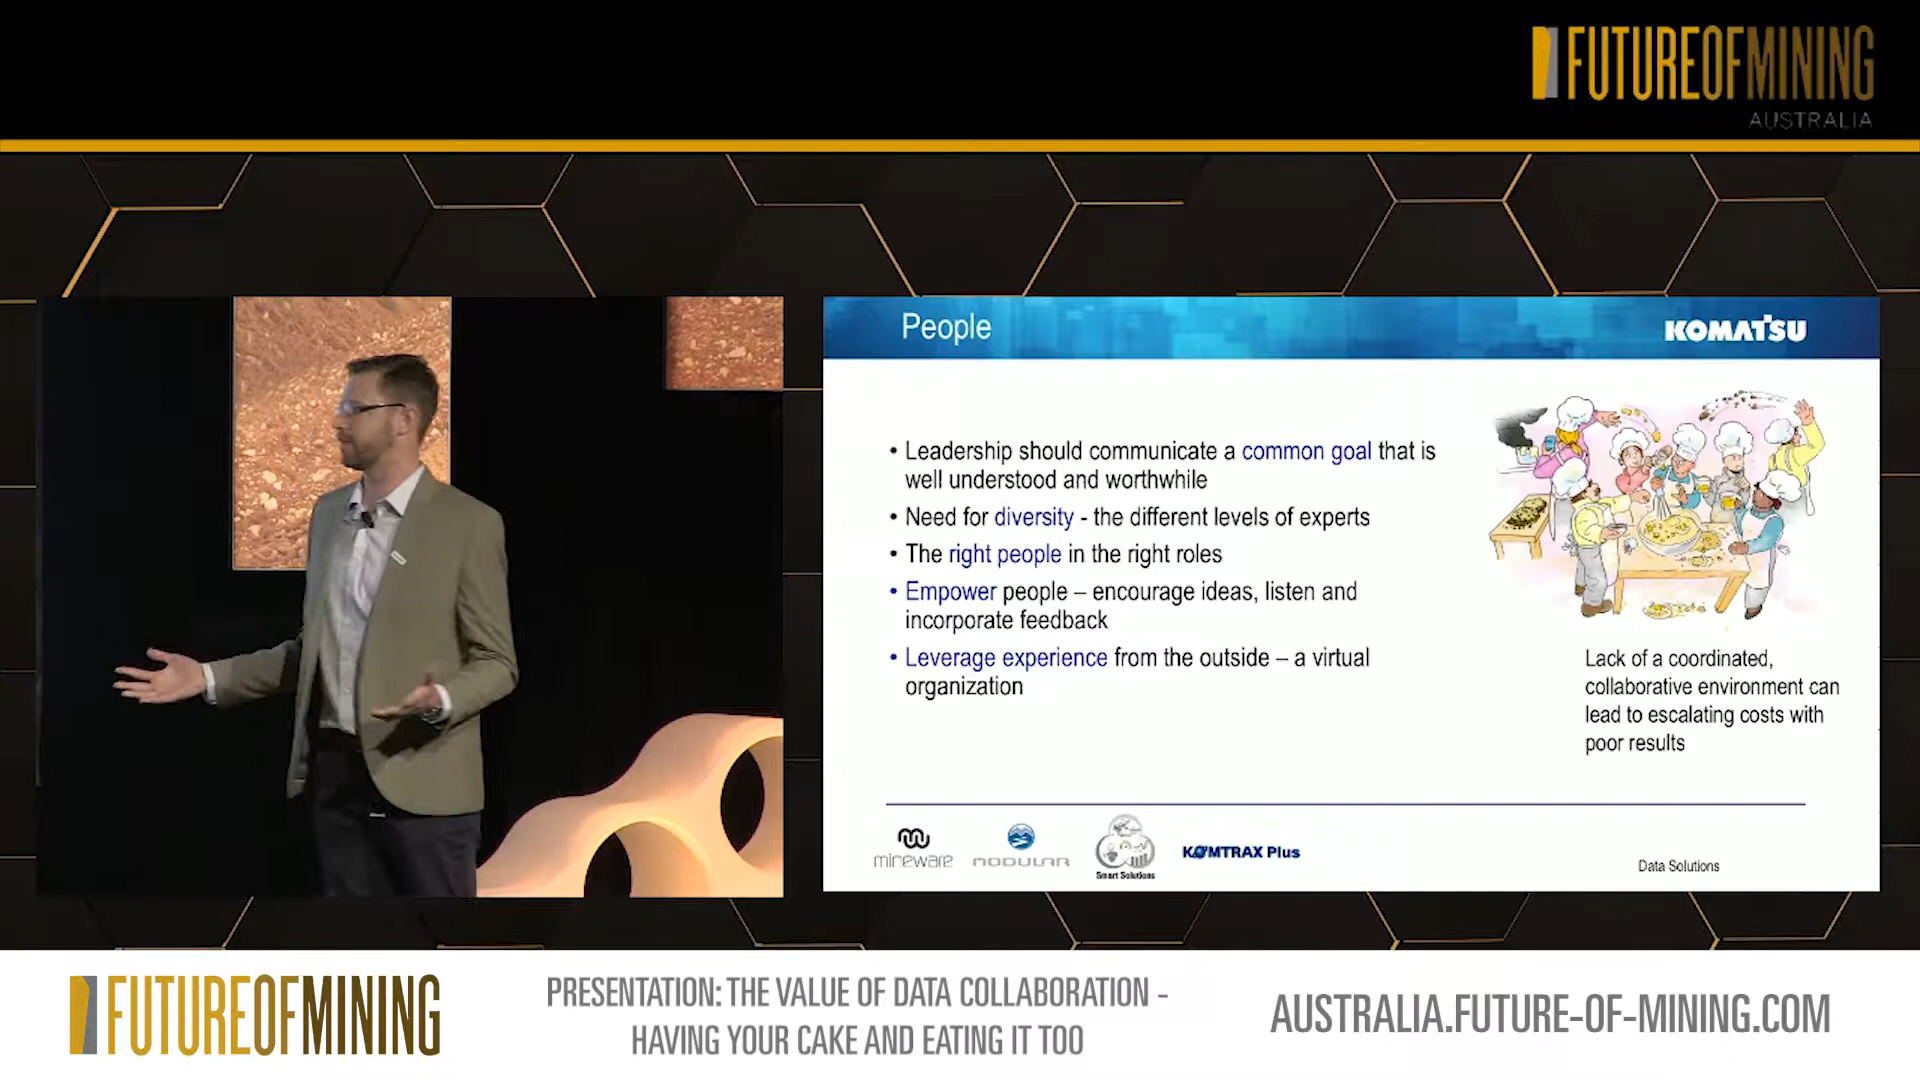 FUTUREOFMINING
AUSTRALIA
People
KOMATSU
• Leadership should communicate a common goal that is
well understood and worthwhile
• Need for diversity - the different levels of experts
• The right people in the right roles
• Empower people – encourage ideas, listen and
incorporate feedback
• Leverage experience from the outside – a virtual
organization
Lack of a coordinated,
collaborative environment can
lead to escalating costs with
poor results
mineware
MODULAR
Smart Solutions
KOMTRAX Plus
Data Solutions
FUTUREOFMINING
PRESENTATION: THE VALUE OF DATA COLLABORATION -
HAVING YOUR CAKE AND EATING IT TOO
AUSTRALIA.FUTURE-OF-MINING.COM